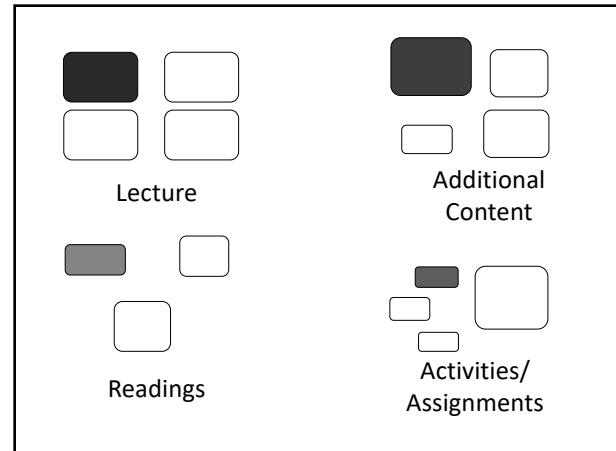 Lecture
Additional
Content
Readings
Activities/
Assignments